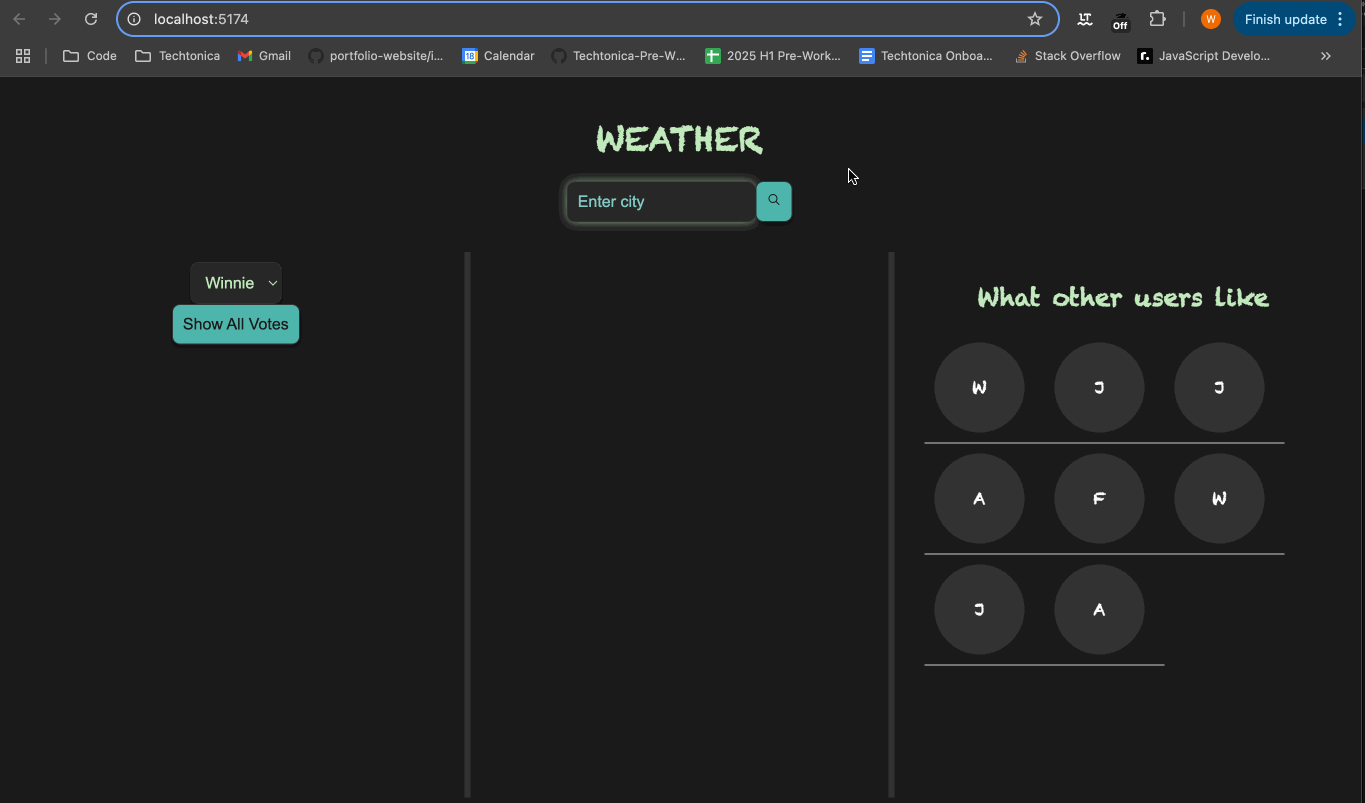 localhost:5174
Off
W
Finish update
Code
Techtonica
Gmail
portfolio-website/i...
18
Calendar
Techtonica-Pre-W...
2025 H1 Pre-Work...
Techtonica Onboa...
Stack Overflow
r.
JavaScript Develo...
WEATHER
Enter city
Winnie
Show All Votes
What other users like
W J J
A F W
J A